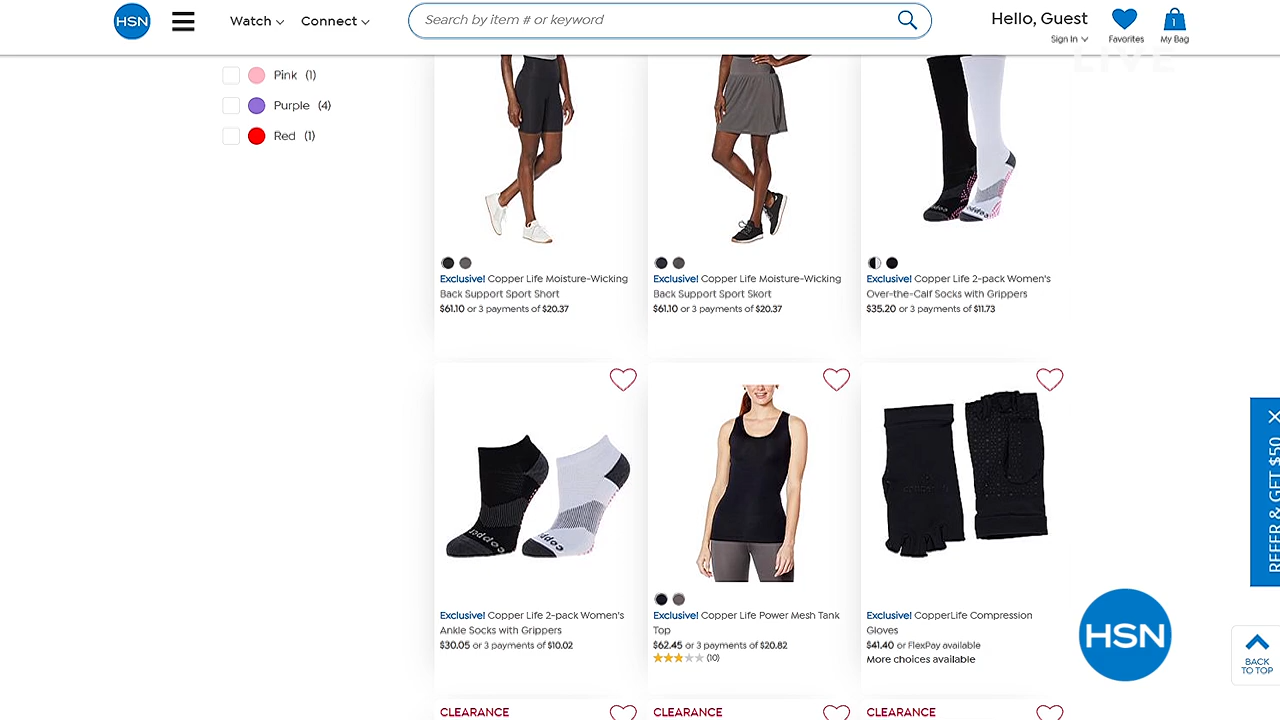 HSN
Watch
Connect
Search by item # or keyword
Hello, Guest
Sign In
Favorites
1
My Bag
LIVE
Pink (1)
Purple (4)
Red (1)
Exclusive! Copper Life Moisture-Wicking
Back Support Sport Short
$61.10 or 3 payments of $20.37
Exclusive! Copper Life Moisture-Wicking
Back Support Sport Skort
$61.10 or 3 payments of $20.37
Exclusive! Copper Life 2-pack Women's
Over-the-Calf Socks with Grippers
$35.20 or 3 payments of $11.73
Exclusive! Copper Life 2-pack Women's
Ankle Socks with Grippers
$30.05 or 3 payments of $10.02
Exclusive! Copper Life Power Mesh Tank
Top
$62.45 or 3 payments of $20.82
(10)
Exclusive! CopperLife Compression
Gloves
$41.40 or FlexPay available
More choices available
REFER & GET $50
HSN
BACK
TO TOP
CLEARANCE
CLEARANCE
CLEARANCE